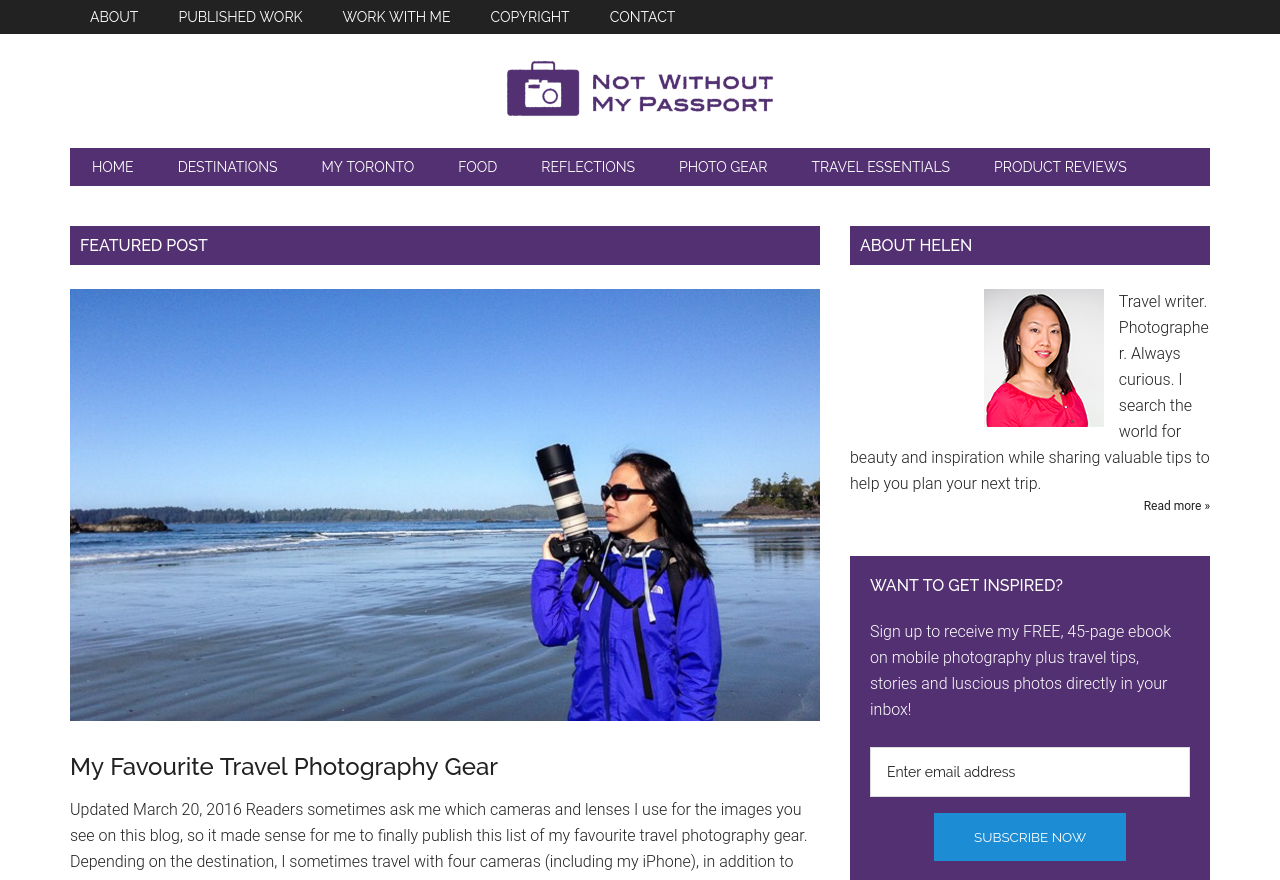 ABOUT PUBLISHED WORK WORK WITH ME COPYRIGHT CONTACT
Not Without
My Passport
HOME DESTINATIONS MY TORONTO FOOD REFLECTIONS PHOTO GEAR TRAVEL ESSENTIALS PRODUCT REVIEWS
FEATURED POST
My Favourite Travel Photography Gear
Updated March 20, 2016 Readers sometimes ask me which cameras and lenses I use for the images you
see on this blog, so it made sense for me to finally publish this list of my favourite travel photography gear.
Depending on the destination, I sometimes travel with four cameras (including my iPhone), in addition to
ABOUT HELEN
Travel writer.
Photographe
r. Always
curious. I
search the
world for
beauty and inspiration while sharing valuable tips to
help you plan your next trip.
Read more »
WANT TO GET INSPIRED?
Sign up to receive my FREE, 45-page ebook
on mobile photography plus travel tips,
stories and luscious photos directly in your
inbox!
Enter email address
SUBSCRIBE NOW